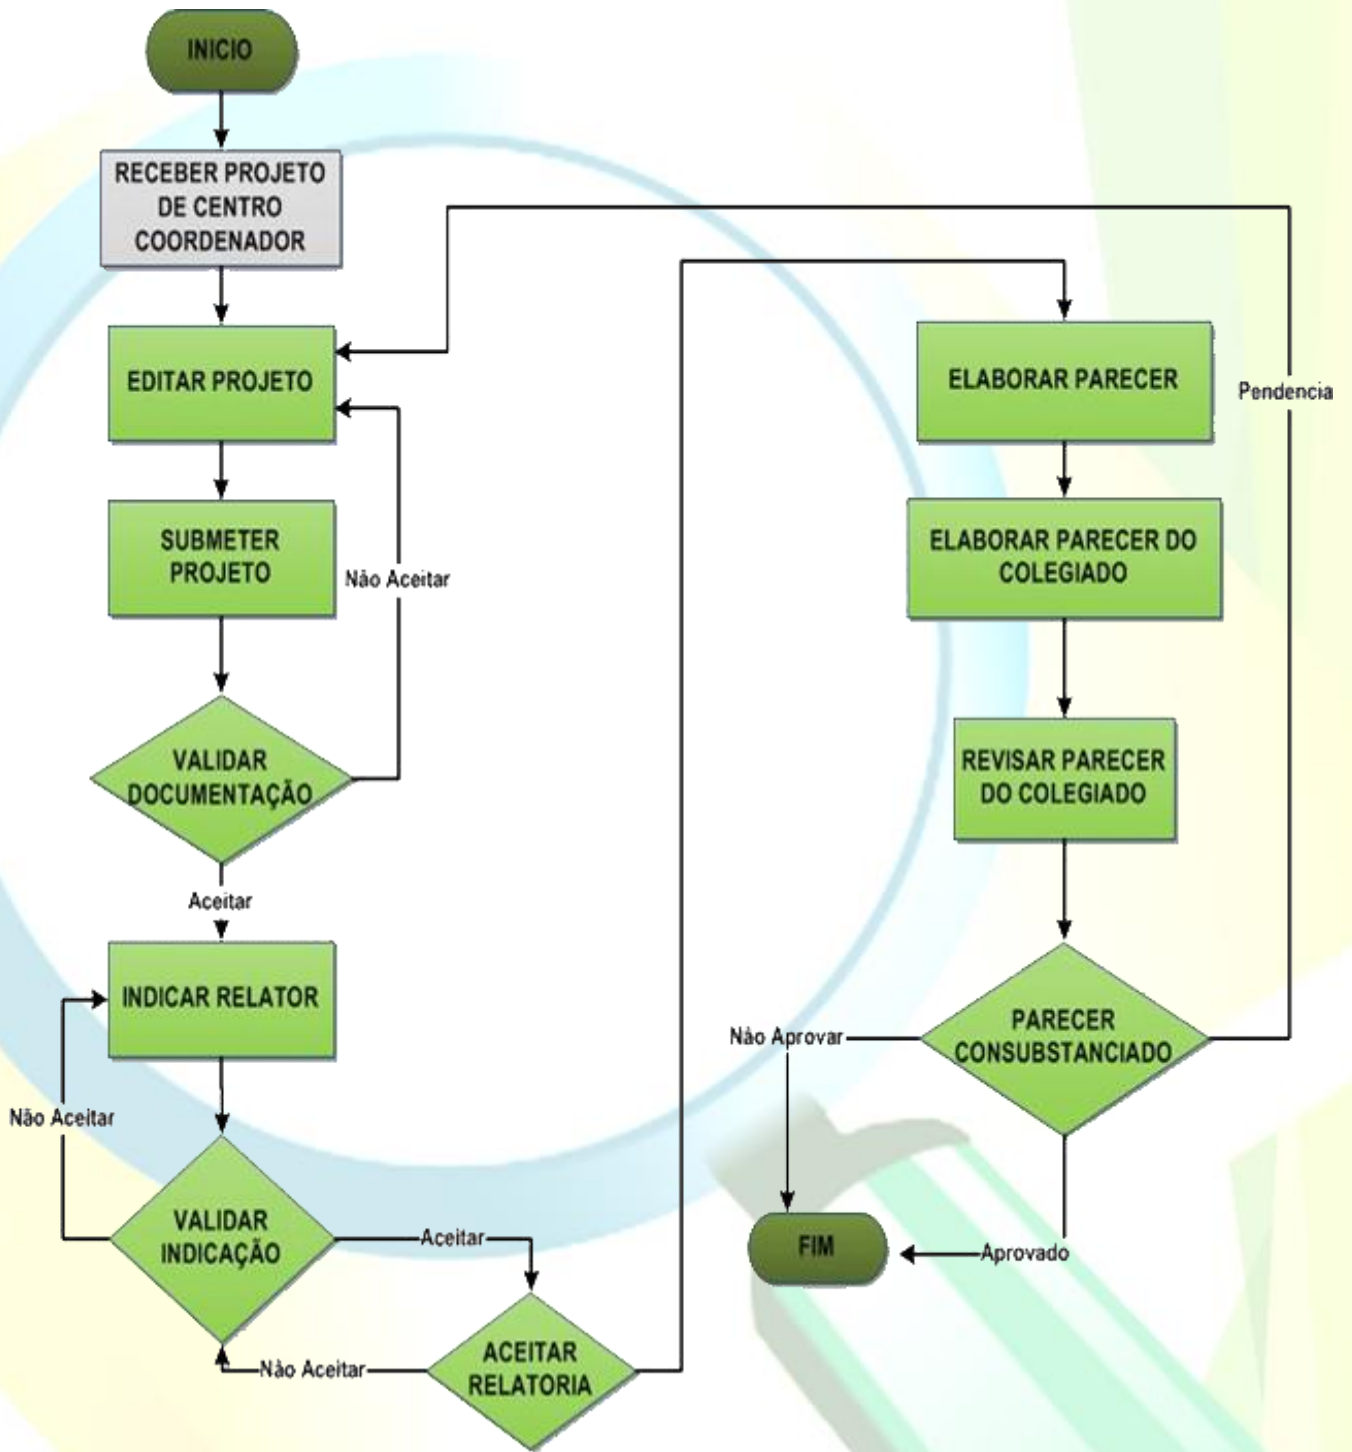 INICIO
RECEBER PROJETO
DE CENTRO
COORDENADOR
EDITAR PROJETO
SUBMETER
PROJETO
Não Aceitar
VALIDAR
DOCUMENTAÇÃO
Aceitar
INDICAR RELATOR
Não Aceitar
VALIDAR
INDICAÇÃO
Aceitar
Não Aceitar
ACEITAR
RELATORIA
ELABORAR PARECER
Pendencia
ELABORAR PARECER DO
COLEGIADO
REVISAR PARECER
DO COLEGIADO
PARECER
CONSUBSTANCIADO
Não Aprovar
FIM
Aprovado